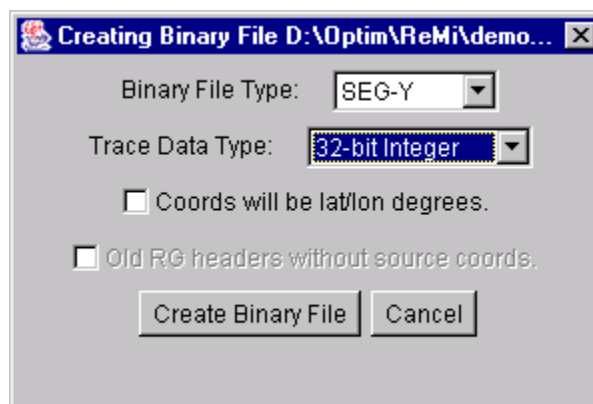 Creating Binary File D:\Optim\ReMi\demo...
Binary File Type: SEG-Y
Trace Data Type: 32-bit Integer
Coords will be lat/lon degrees.
Old RG headers without source coords.
Create Binary File Cancel